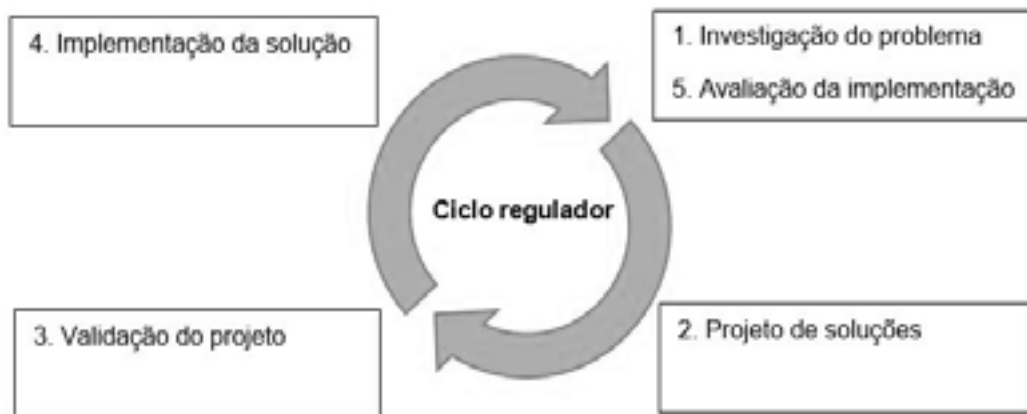 4. Implementação da solução
1. Investigação do problema
5. Avaliação da implementação
Ciclo regulador
3. Validação do projeto
2. Projeto de soluções